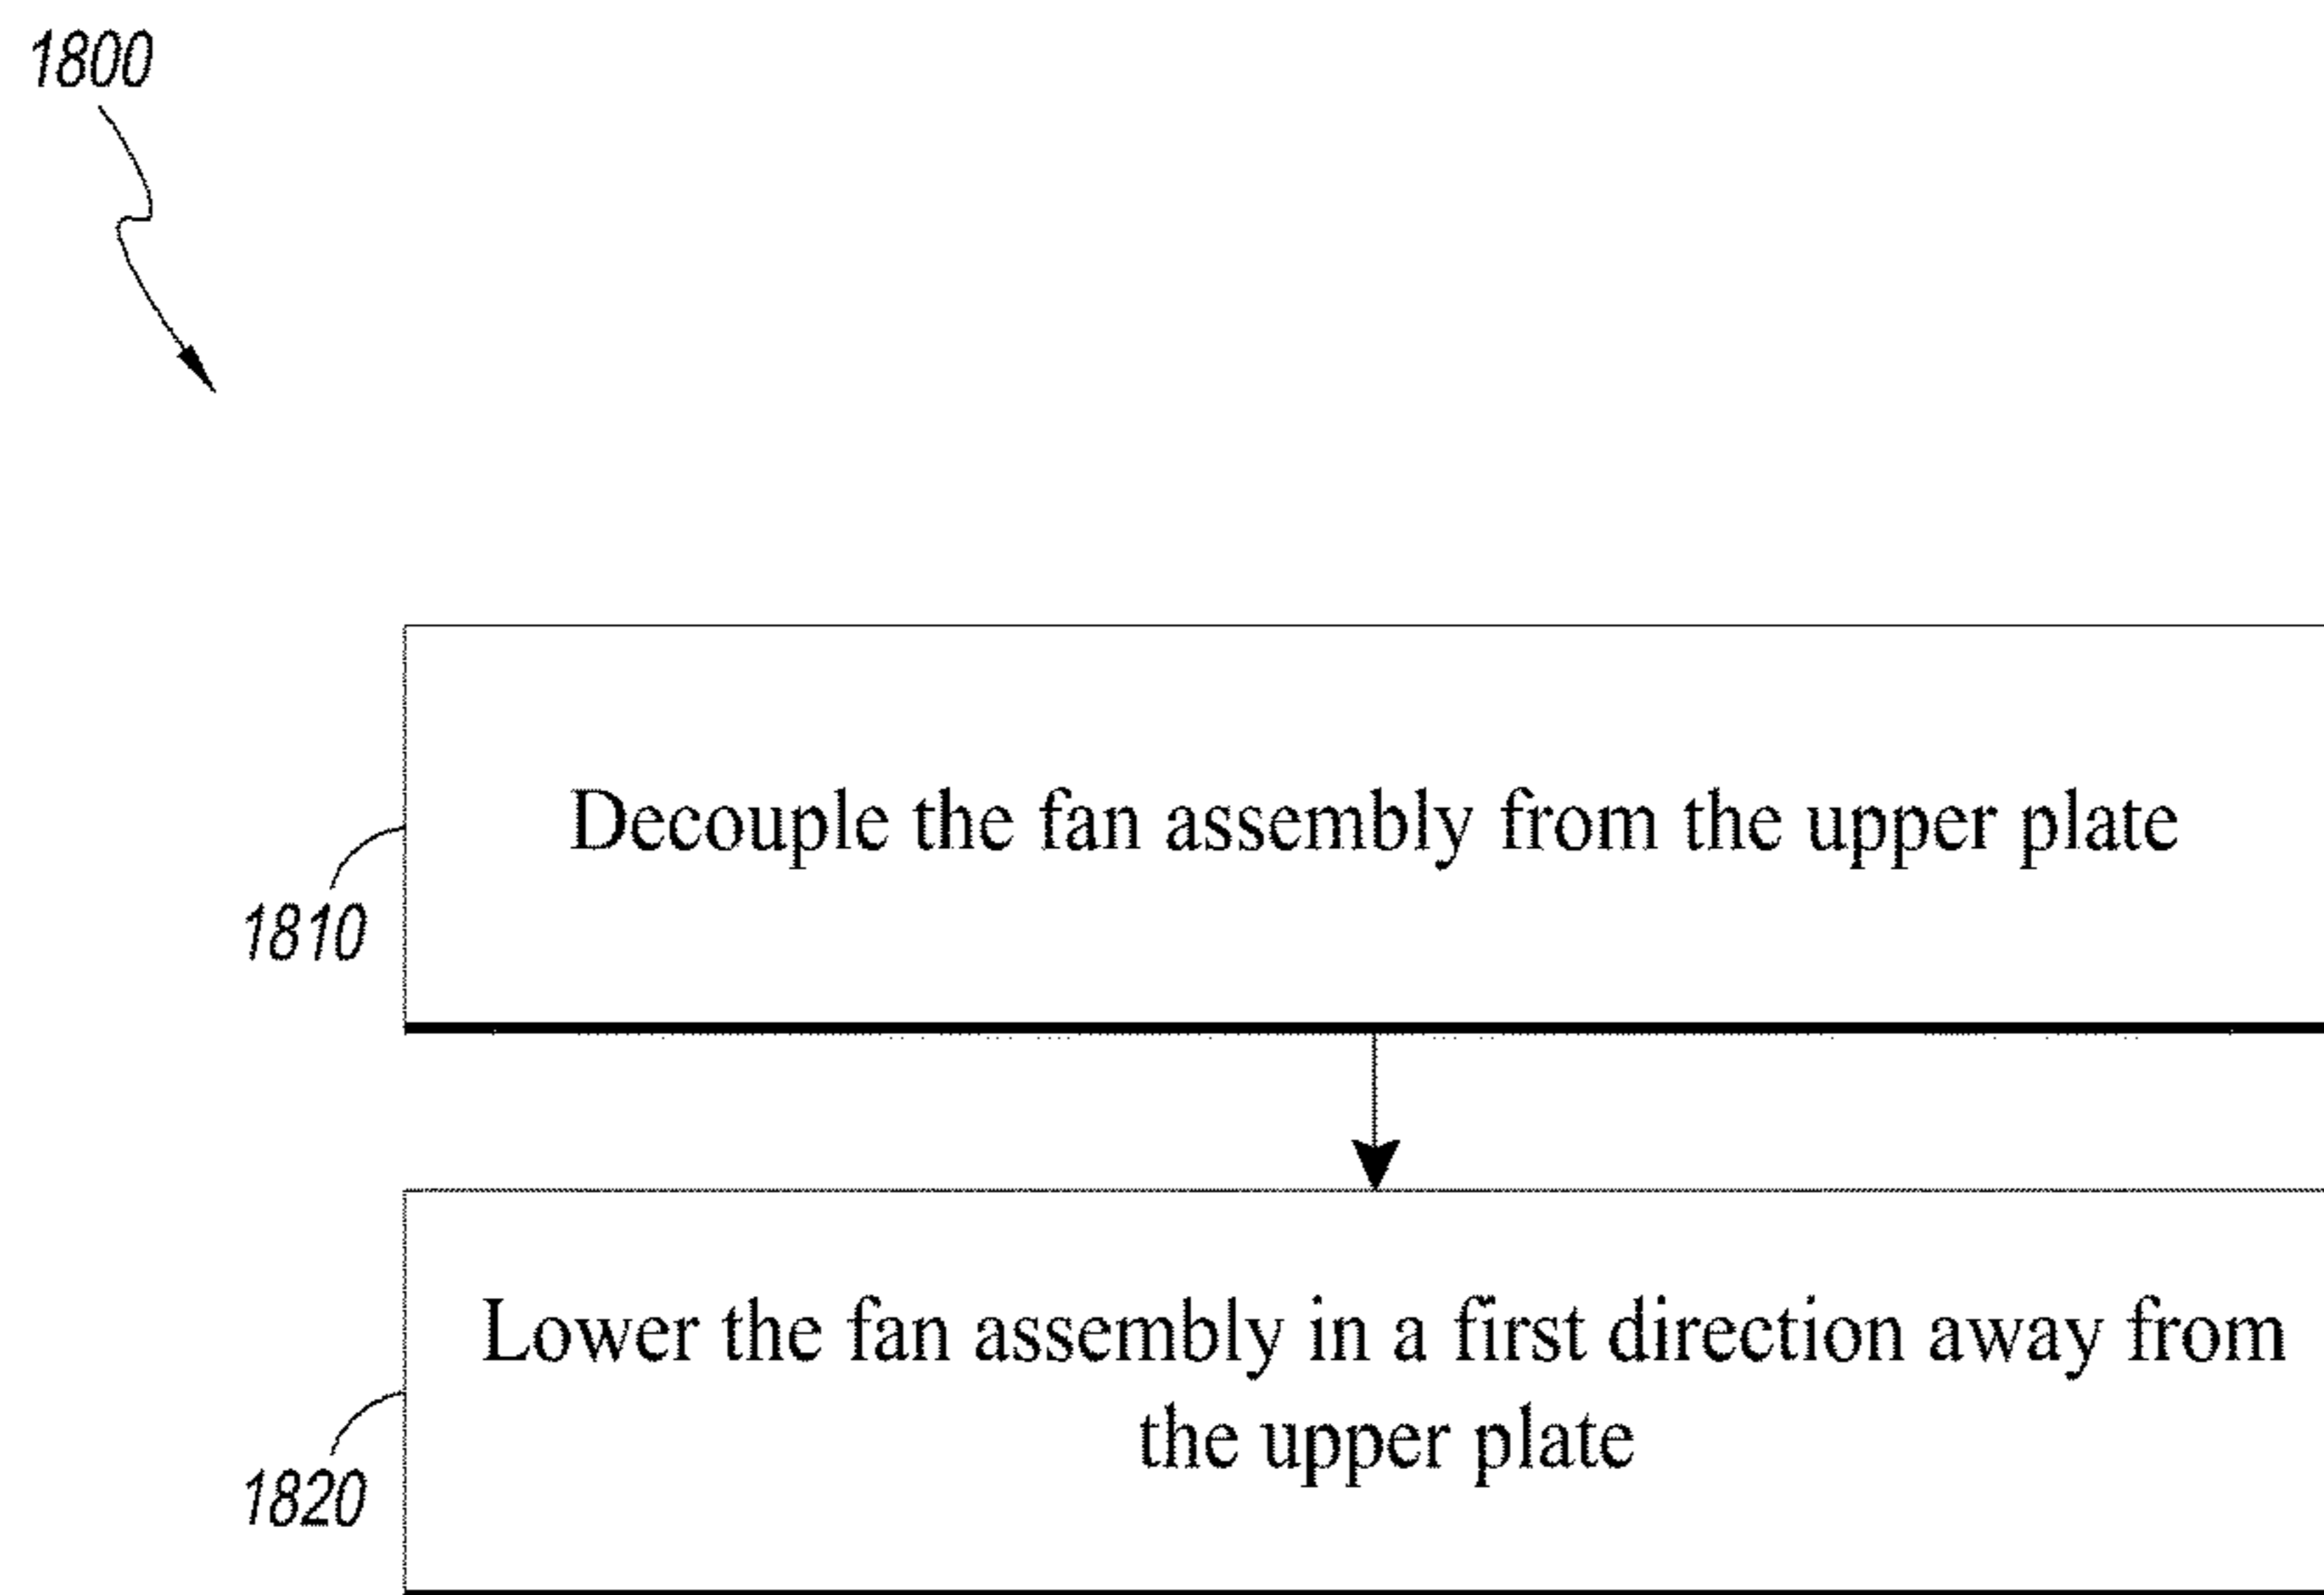 1800
Decouple the fan assembly from the upper plate
1810
Lower the fan assembly in a first direction away from
the upper plate
1820